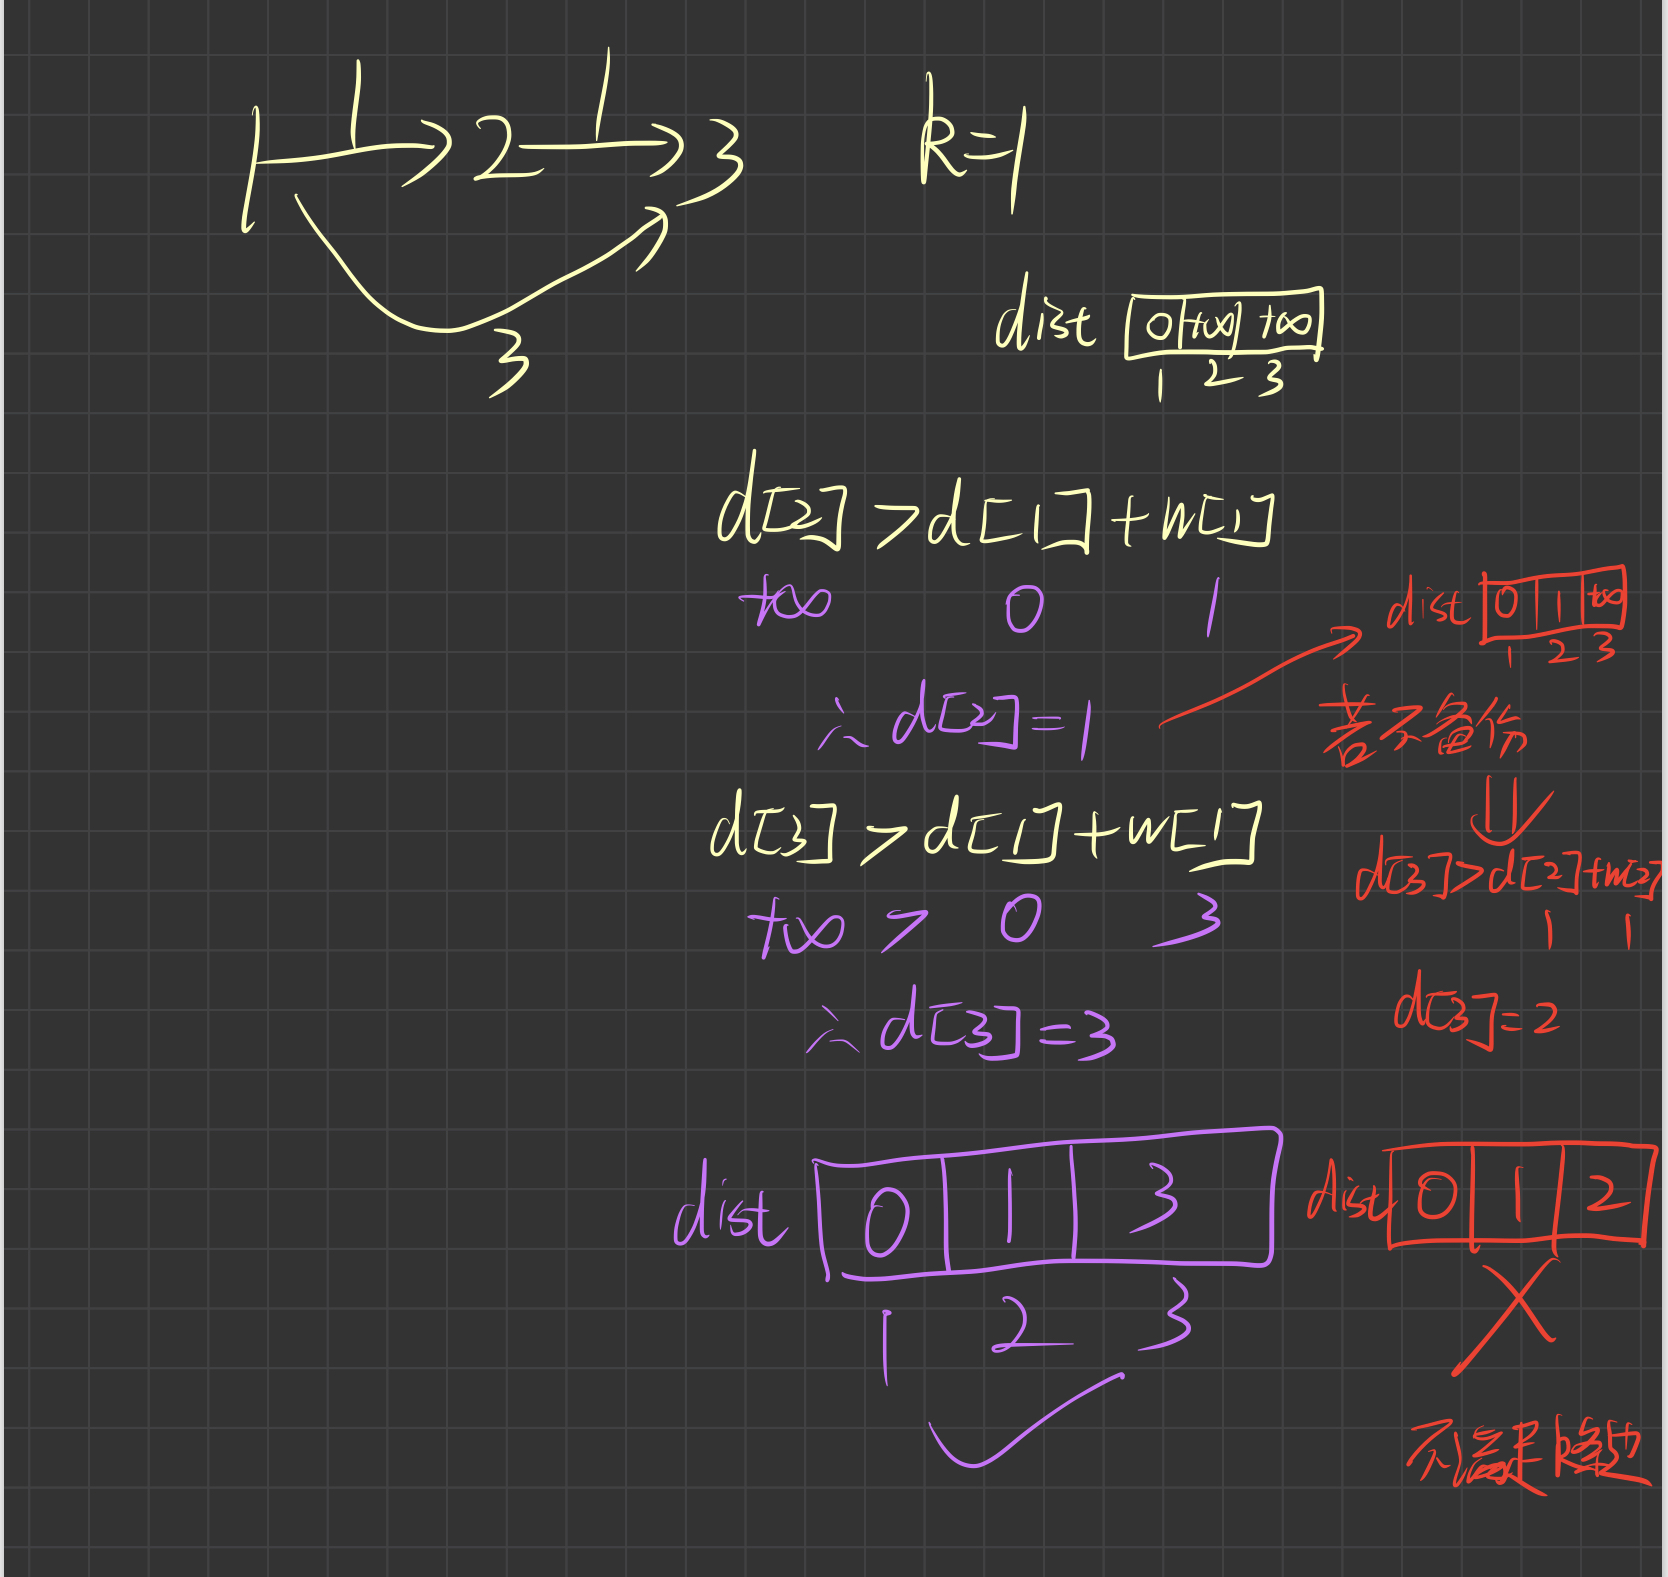 1 1 1
1 → 2 → 3 k=1
3
dist 0 +∞ +∞
1 2 3
d[2] > d[1] + w[1]
+∞ 0 1
∴ d[2] = 1
d[3] > d[1] + w[1]
+∞ > 0 3
∴ d[3] = 3
dist 0 1 3
1 2 3
dist 0 1 +∞
1 2 3
若不备份
d[3] > d[2] + w[2]
1 1
d[3] = 2
dist 0 1 2
不满足k条边